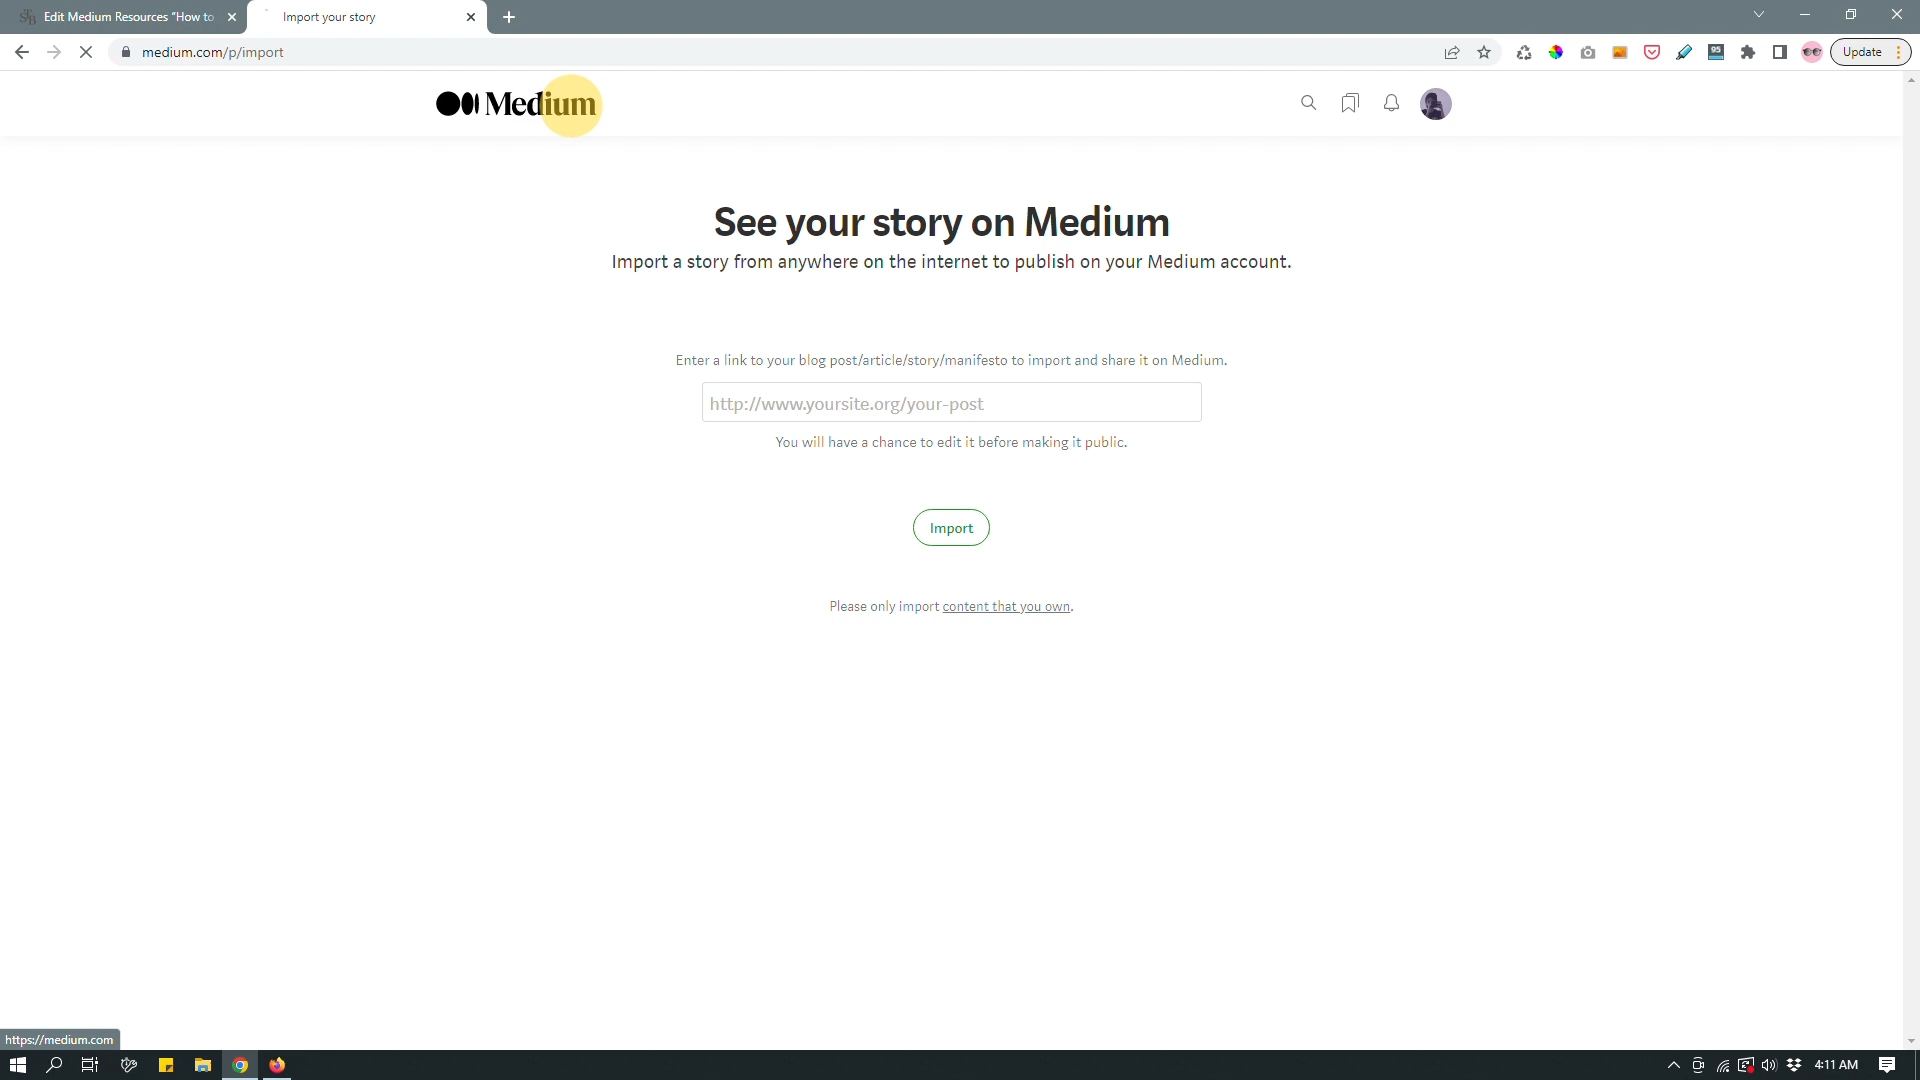 Edit Medium Resources "How to
Import your story
medium.com/p/import
95
Update
Medium
See your story on Medium
Import a story from anywhere on the internet to publish on your Medium account.
Enter a link to your blog post/article/story/manifesto to import and share it on Medium.
http://www.yoursite.org/your-post
You will have a chance to edit it before making it public.
Import
Please only import content that you own.
https://medium.com
4:11 AM